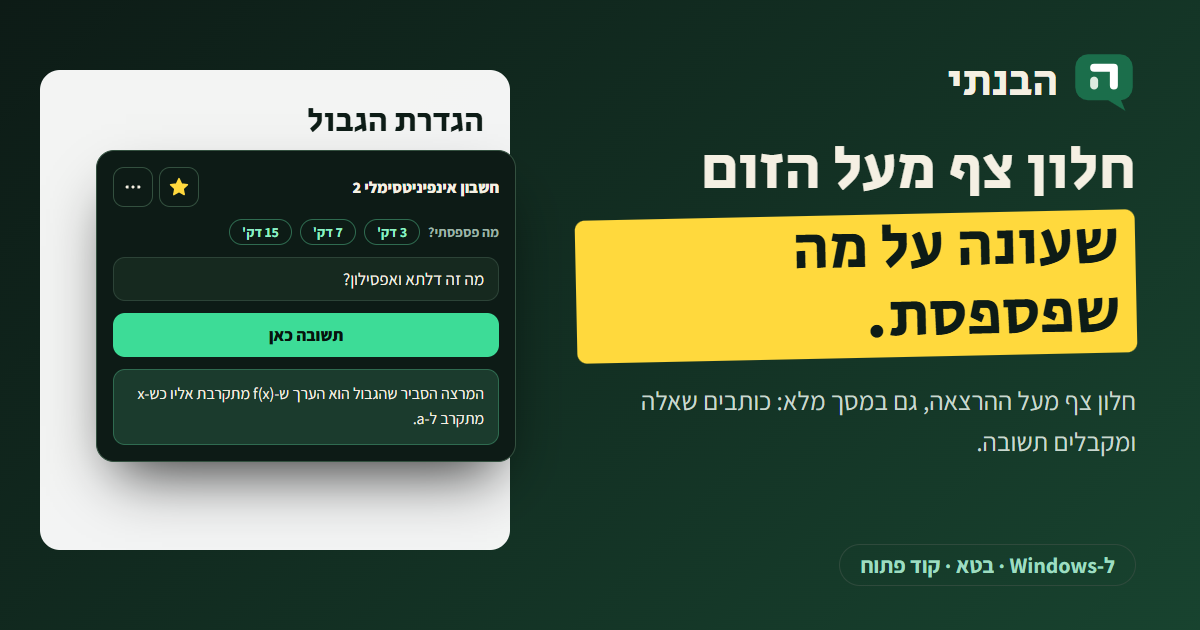 ה הבנתי
חלון צף מעל הזום
שעונה על מה
שפספסת.
חלון צף מעל ההרצאה, גם במסך מלא: כותבים שאלה
ומקבלים תשובה.
ל-Windows · בטא · קוד פתוח
הגדרת הגבול
חשבון אינפיניטסימלי 2
מה פספסתי? 3 דק' 7 דק' 15 דק'
מה זה דלתא ואפסילון?
תשובה כאן
המרצה הסביר שהגבול הוא הערך ש-f(x) מתקרבת אליו כש-x
מתקרב ל-a.